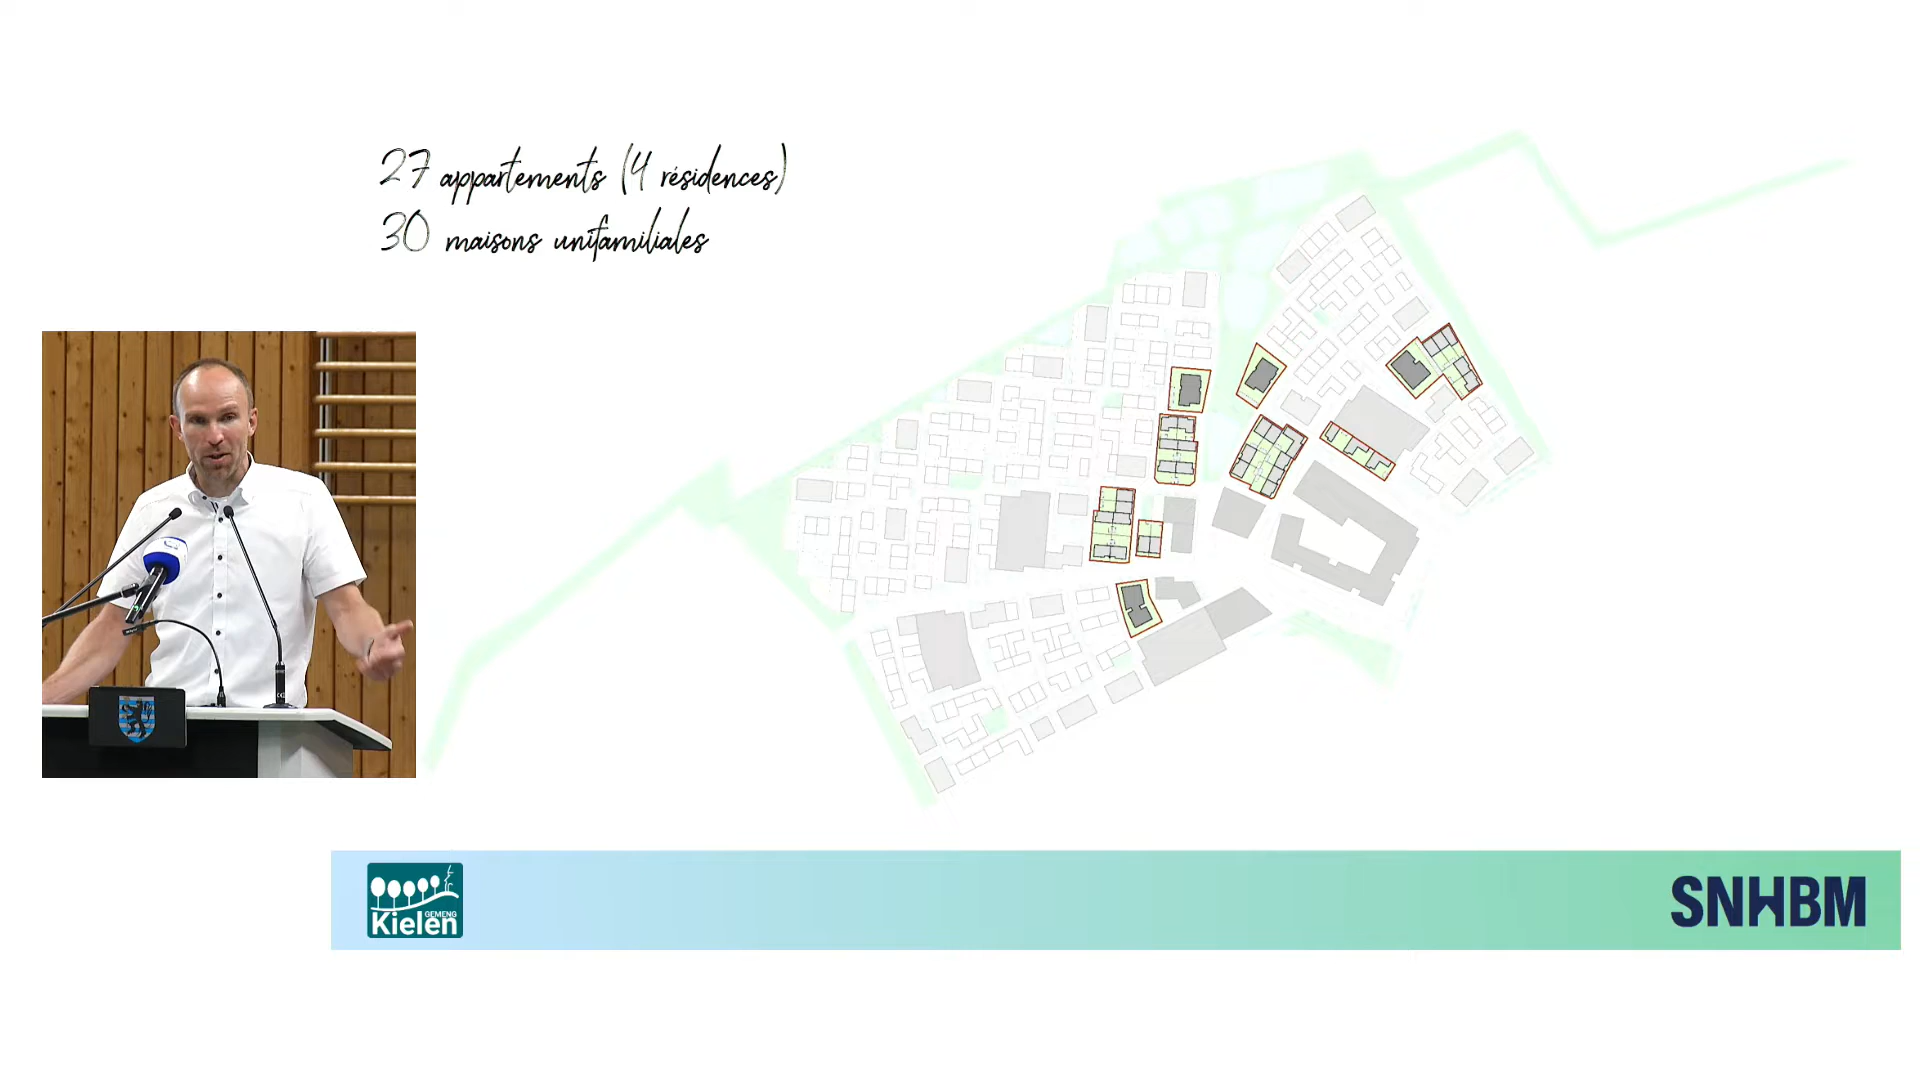 27 appartements (4 résidences)
30 maisons unifamiliales
GEMENG
Kielen
SNHBM